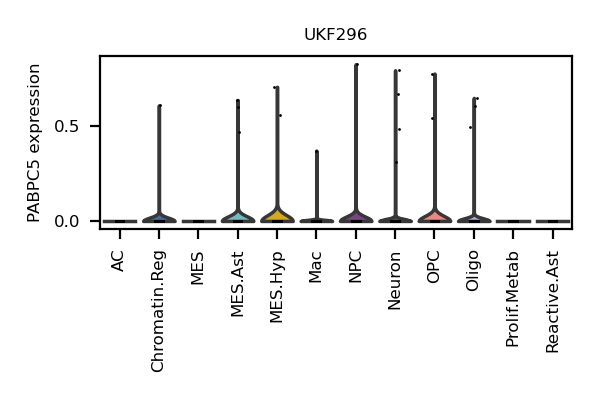 UKF296
PABPC5 expression
0.5
0.0
AC
Chromatin.Reg
MES
MES.Ast
MES.Hyp
Mac
NPC
Neuron
OPC
Oligo
Prolif.Metab
Reactive.Ast